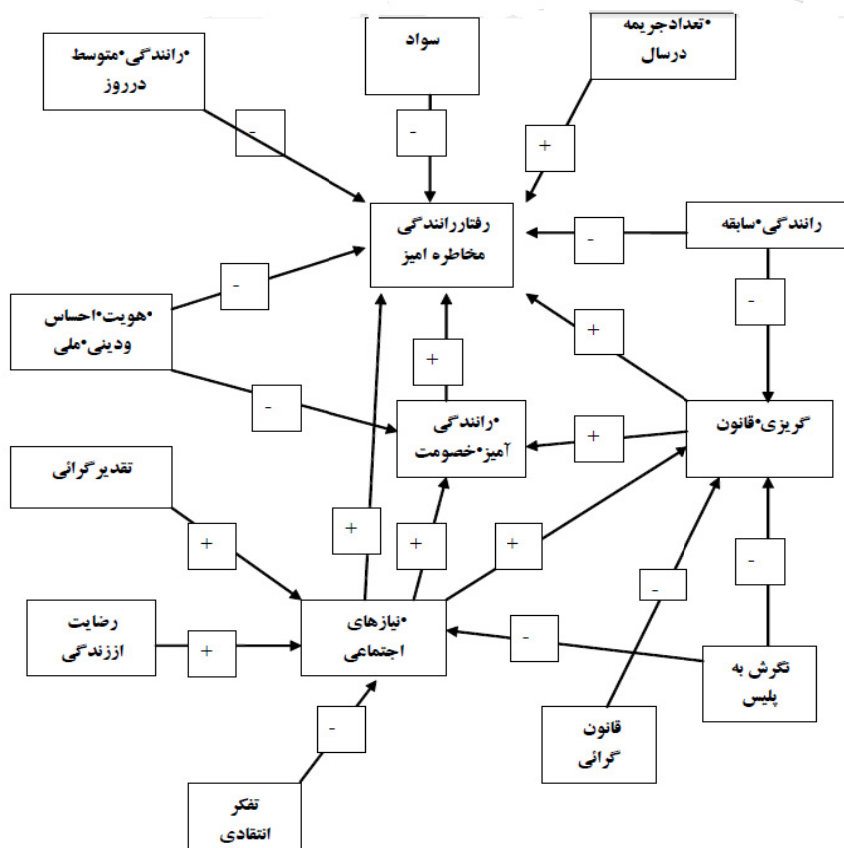 •تعدادجریمه
درسال
سواد
•رانندگی•متوسط
درروز
-
-
+
رفتاررانندگی
مخاطره امیز
رانندگی•سابقه
-
-
-
•هویت•احساس
ودینی•ملی
+
+
-
•رانندگی
آمیز•خصومت
+
گریزی•قانون
تقدیرگرائی
+
+
+
+
-
-
•نیازهای
اجتماعی
رضایت
اززندگی
+
-
نگرش به
پلیس
قانون
گرائی
-
تفکر
انتقادی